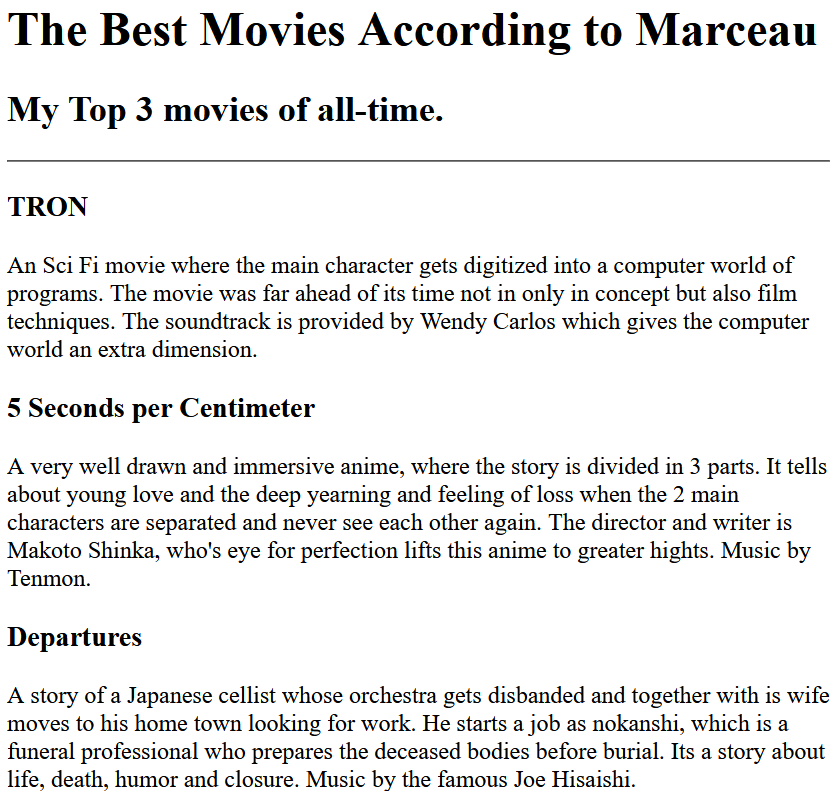 The Best Movies According to Marceau
My Top 3 movies of all-time.
TRON
An Sci Fi movie where the main character gets digitized into a computer world of
programs. The movie was far ahead of its time not in only in concept but also film
techniques. The soundtrack is provided by Wendy Carlos which gives the computer
world an extra dimension.
5 Seconds per Centimeter
A very well drawn and immersive anime, where the story is divided in 3 parts. It tells
about young love and the deep yearning and feeling of loss when the 2 main
characters are separated and never see each other again. The director and writer is
Makoto Shinka, who's eye for perfection lifts this anime to greater hights. Music by
Tenmon.
Departures
A story of a Japanese cellist whose orchestra gets disbanded and together with is wife
moves to his home town looking for work. He starts a job as nokanshi, which is a
funeral professional who prepares the deceased bodies before burial. Its a story about
life, death, humor and closure. Music by the famous Joe Hisaishi.